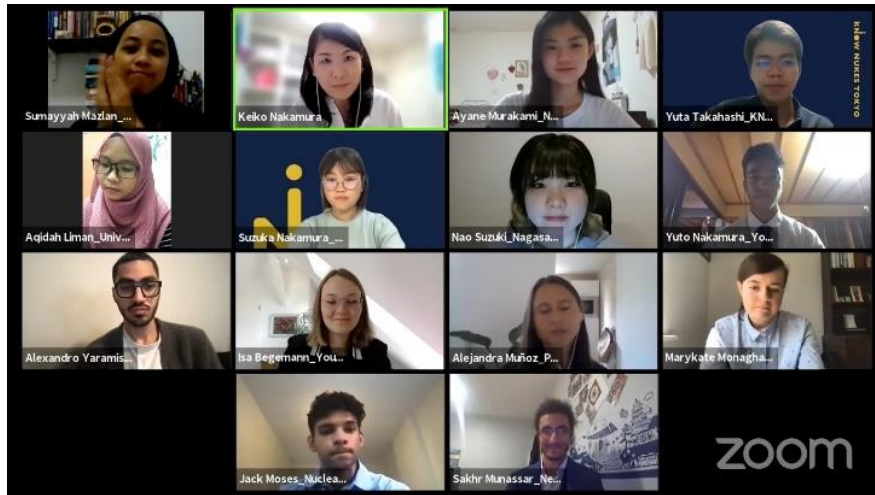 Sumayyah Mazlan_...
Keiko Nakamura
Ayane Murakami_N...
KNOW NUKES TOKYO
Yuta Takahashi_KN...
Aqidah Liman_Univ...
Suzuka Nakamura_...
Nao Suzuki_Nagasa...
Yuto Nakamura_Yo...
Alexandro Yaramis...
Isa Begemann_You...
Alejandra Muñoz_P...
Marykate Monagha...
Jack Moses_Nuclea...
Sakhr Munassar_Ne...
zoom